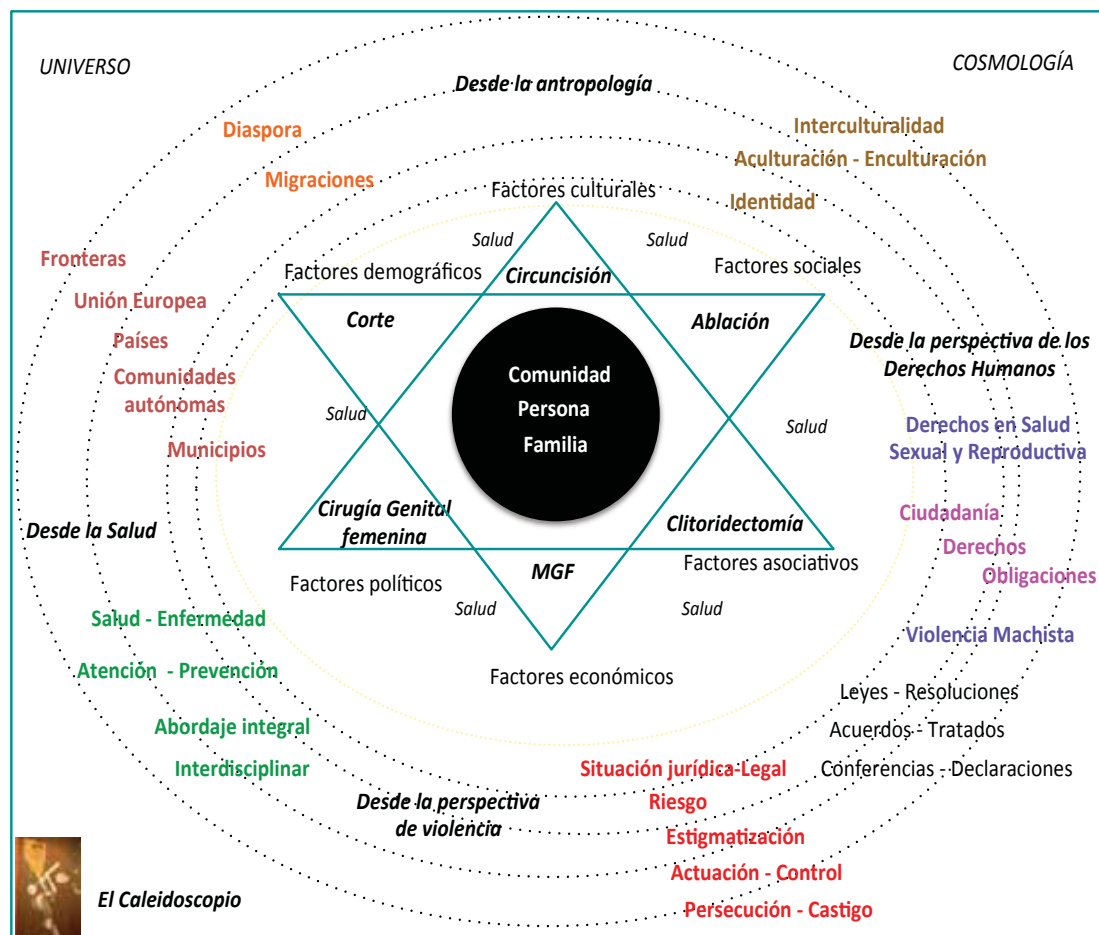 UNIVERSO
COSMOLOGÍA
Desde la antropología
Diaspora
Interculturalidad
Aculturación - Enculturación
Migraciones
Factores culturales
Identidad
Salud
Salud
Fronteras
Factores demográficos
Circuncisión
Factores sociales
Unión Europea
Corte
Ablación
Países
Desde la perspectiva de los
Derechos Humanos
Comunidades
autónomas
Comunidad
Persona
Familia
Salud
Salud
Derechos en Salud
Sexual y Reproductiva
Municipios
Cirugía Genital
femenina
Clitoridectomía
Ciudadanía
Desde la Salud
Derechos
Obligaciones
MGF
Factores asociativos
Factores políticos
Salud
Salud
Salud - Enfermedad
Violencia Machista
Atención - Prevención
Factores económicos
Leyes - Resoluciones
Abordaje integral
Acuerdos - Tratados
Interdisciplinar
Situación jurídica-Legal
Conferencias - Declaraciones
Desde la perspectiva
de violencia
Riesgo
Estigmatización
Actuación - Control
El Caleidoscopio
Persecución - Castigo